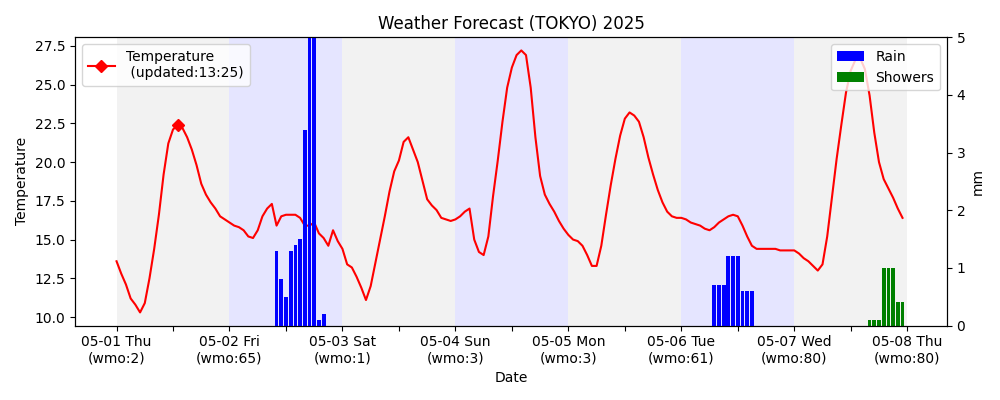 Weather Forecast (TOKYO) 2025
Temperature
(updated:13:25)
Rain
Showers
27.5
25.0
22.5
20.0
17.5
15.0
12.5
10.0
Temperature
5
4
3
2
1
0
mm
05-01 Thu
(wmo:2)
05-02 Fri
(wmo:65)
05-03 Sat
(wmo:1)
05-04 Sun
(wmo:3)
05-05 Mon
(wmo:3)
05-06 Tue
(wmo:61)
05-07 Wed
(wmo:80)
05-08 Thu
(wmo:80)
Date